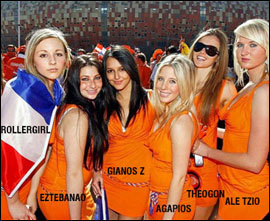 ROLLERGIRL
EZTEBANAO
GIANOS Z
AGAPIOS
THEOGON
ALE TZIO